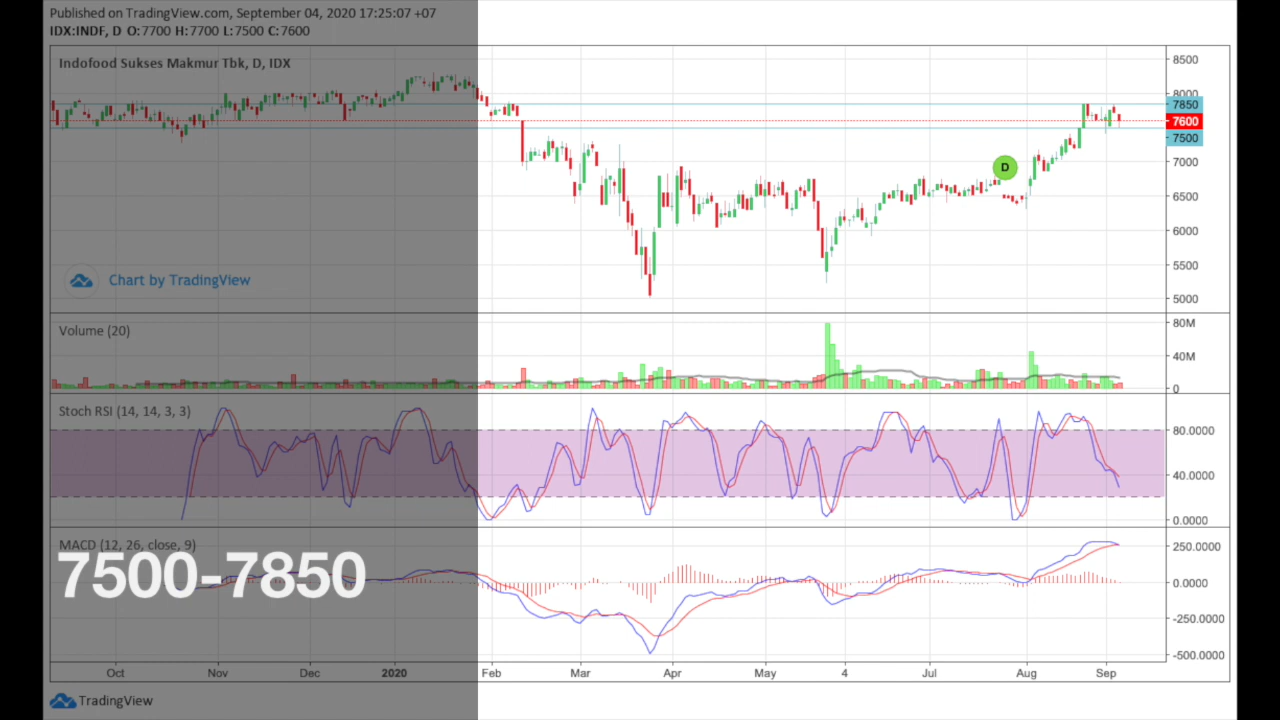 Published on TradingView.com, September 04, 2020 17:25:07 +07
IDX:INDF, D O:7700 H:7700 L:7500 C:7600
Indofood Sukses Makmur Tbk, D, IDX
8500
8000
7850
7600
7500
7000
6500
6000
5500
5000
D
Chart by TradingView
Volume (20)
80M
40M
0
Stoch RSI (14, 14, 3, 3)
80.0000
40.0000
0.0000
MACD (12, 26, close, 9)
7500-7850
250.0000
0.0000
-250.0000
-500.0000
Oct Nov Dec 2020 Feb Mar Apr May 4 Jul Aug Sep
TradingView